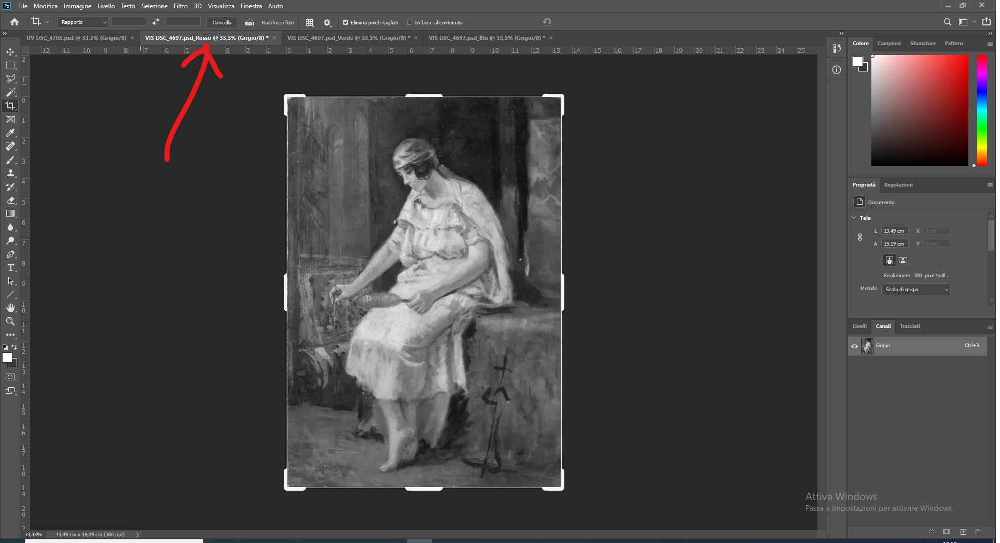 Ps File Modifica Immagine Livello Testo Selezione Filtro 3D Visualizza Finestra Aiuto
Rapporto Cancella Raddrizza foto Elimina pixel ritagliati In base al contenuto
UV DSC_4703.psd @ 33,3% (Grigio/8) × VIS DSC_4697.psd_Rosso @ 33,3% (Grigio/8) * × VIS DSC_4697.psd_Verde @ 33,3% (Grigio/8) * × VIS DSC_4697.psd_Blu @ 33,3% (Grigio/8) * ×
12 11 10 9 8 7 6 5 3 2 1 0 1 2 3 4 5 6 7 8 9 10 11 12 13 14 15 16 17 18 19 20 21 22 23 24 25
2
1
0
1
2
3
4
5
6
7
8
9
10
11
12
13
14
15
16
17
18
19
20
2
Colore Campioni Sfumature Pattern
Proprietà Regolazioni
Documento
Tela
L 13,49 cm X 0 cm
A 19,19 cm Y 0 cm
Risoluzione: 300 pixel/poll...
Metodo Scala di grigio
Livelli Canali Tracciati
Grigio Ctrl+3
DINET
Attiva Windows
Passa a Impostazioni per attivare Windows.
33,33% 13,49 cm x 19,19 cm (300 ppi)